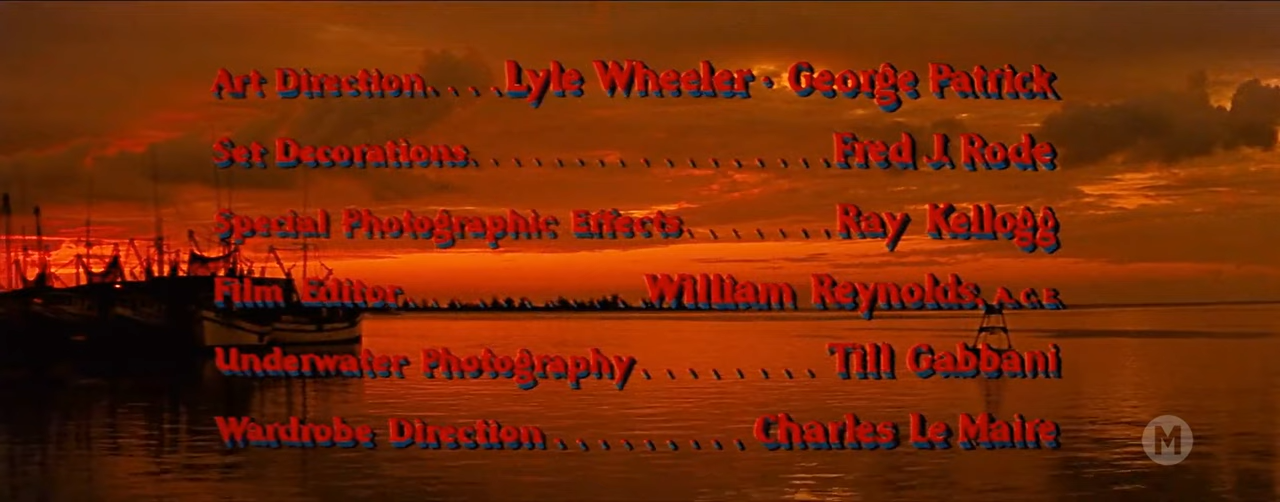 Art Direction....Lyle Wheeler · George Patrick
Set Decorations.................Fred J. Rode
Special Photographic Effects........Ray Kellogg
Film Editor............William Reynolds, A.C.E.
Underwater Photography........Till Gabbani
Wardrobe Direction.........Charles Le Maire
M